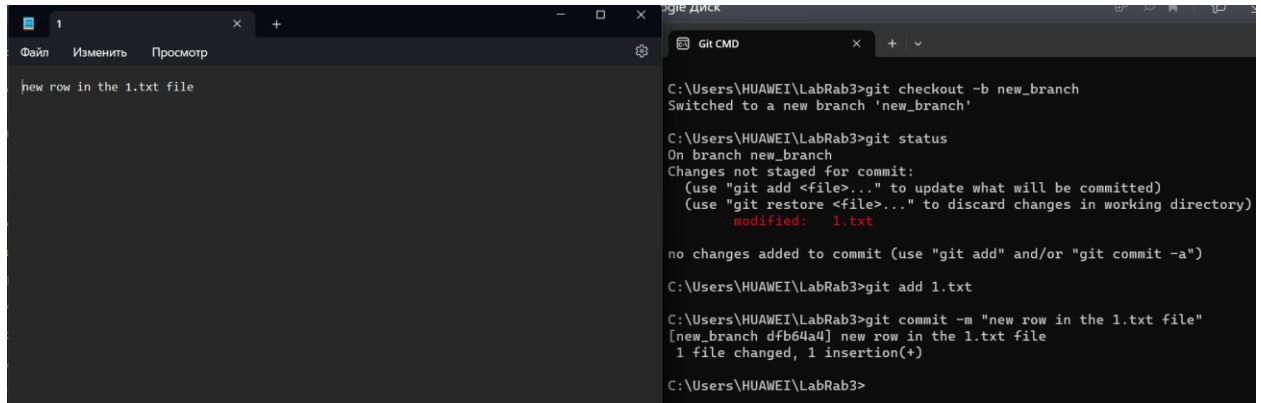 1
Файл Изменить Просмотр
new row in the 1.txt file
Диск
Git CMD
C:\Users\HUAWEI\LabRab3>git checkout -b new_branch
Switched to a new branch 'new_branch'
C:\Users\HUAWEI\LabRab3>git status
On branch new_branch
Changes not staged for commit:
(use "git add <file>..." to update what will be committed)
(use "git restore <file>..." to discard changes in working directory)
modified: 1.txt
no changes added to commit (use "git add" and/or "git commit -a")
C:\Users\HUAWEI\LabRab3>git add 1.txt
C:\Users\HUAWEI\LabRab3>git commit -m "new row in the 1.txt file"
[new_branch dfb64a4] new row in the 1.txt file
1 file changed, 1 insertion(+)
C:\Users\HUAWEI\LabRab3>